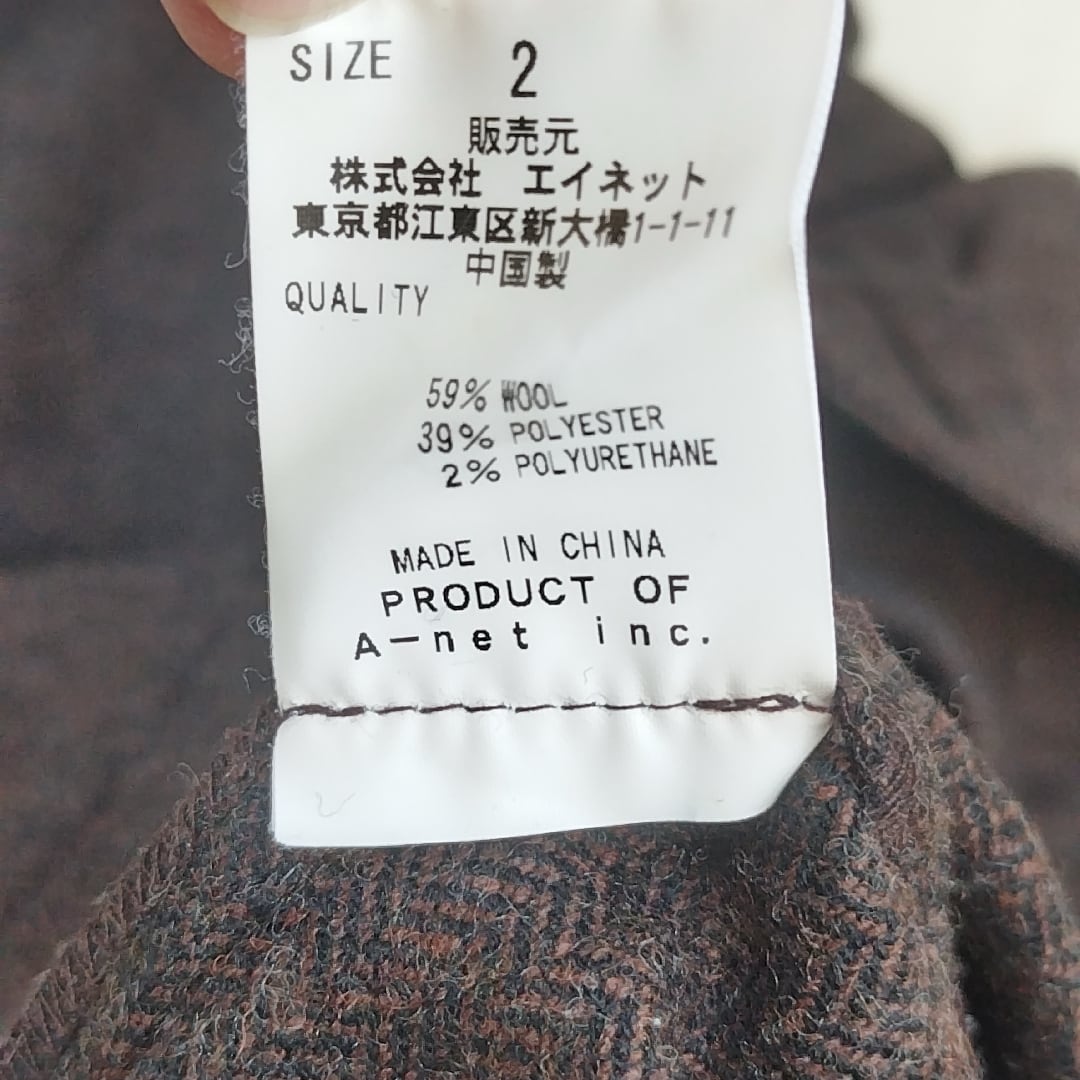 SIZE 2
販売元
株式会社 エイネット
東京都江東区新大橋1-1-11
中国製
QUALITY
59% WOOL
39% POLYESTER
2% POLYURETHANE
MADE IN CHINA
PRODUCT OF
A-net inc.